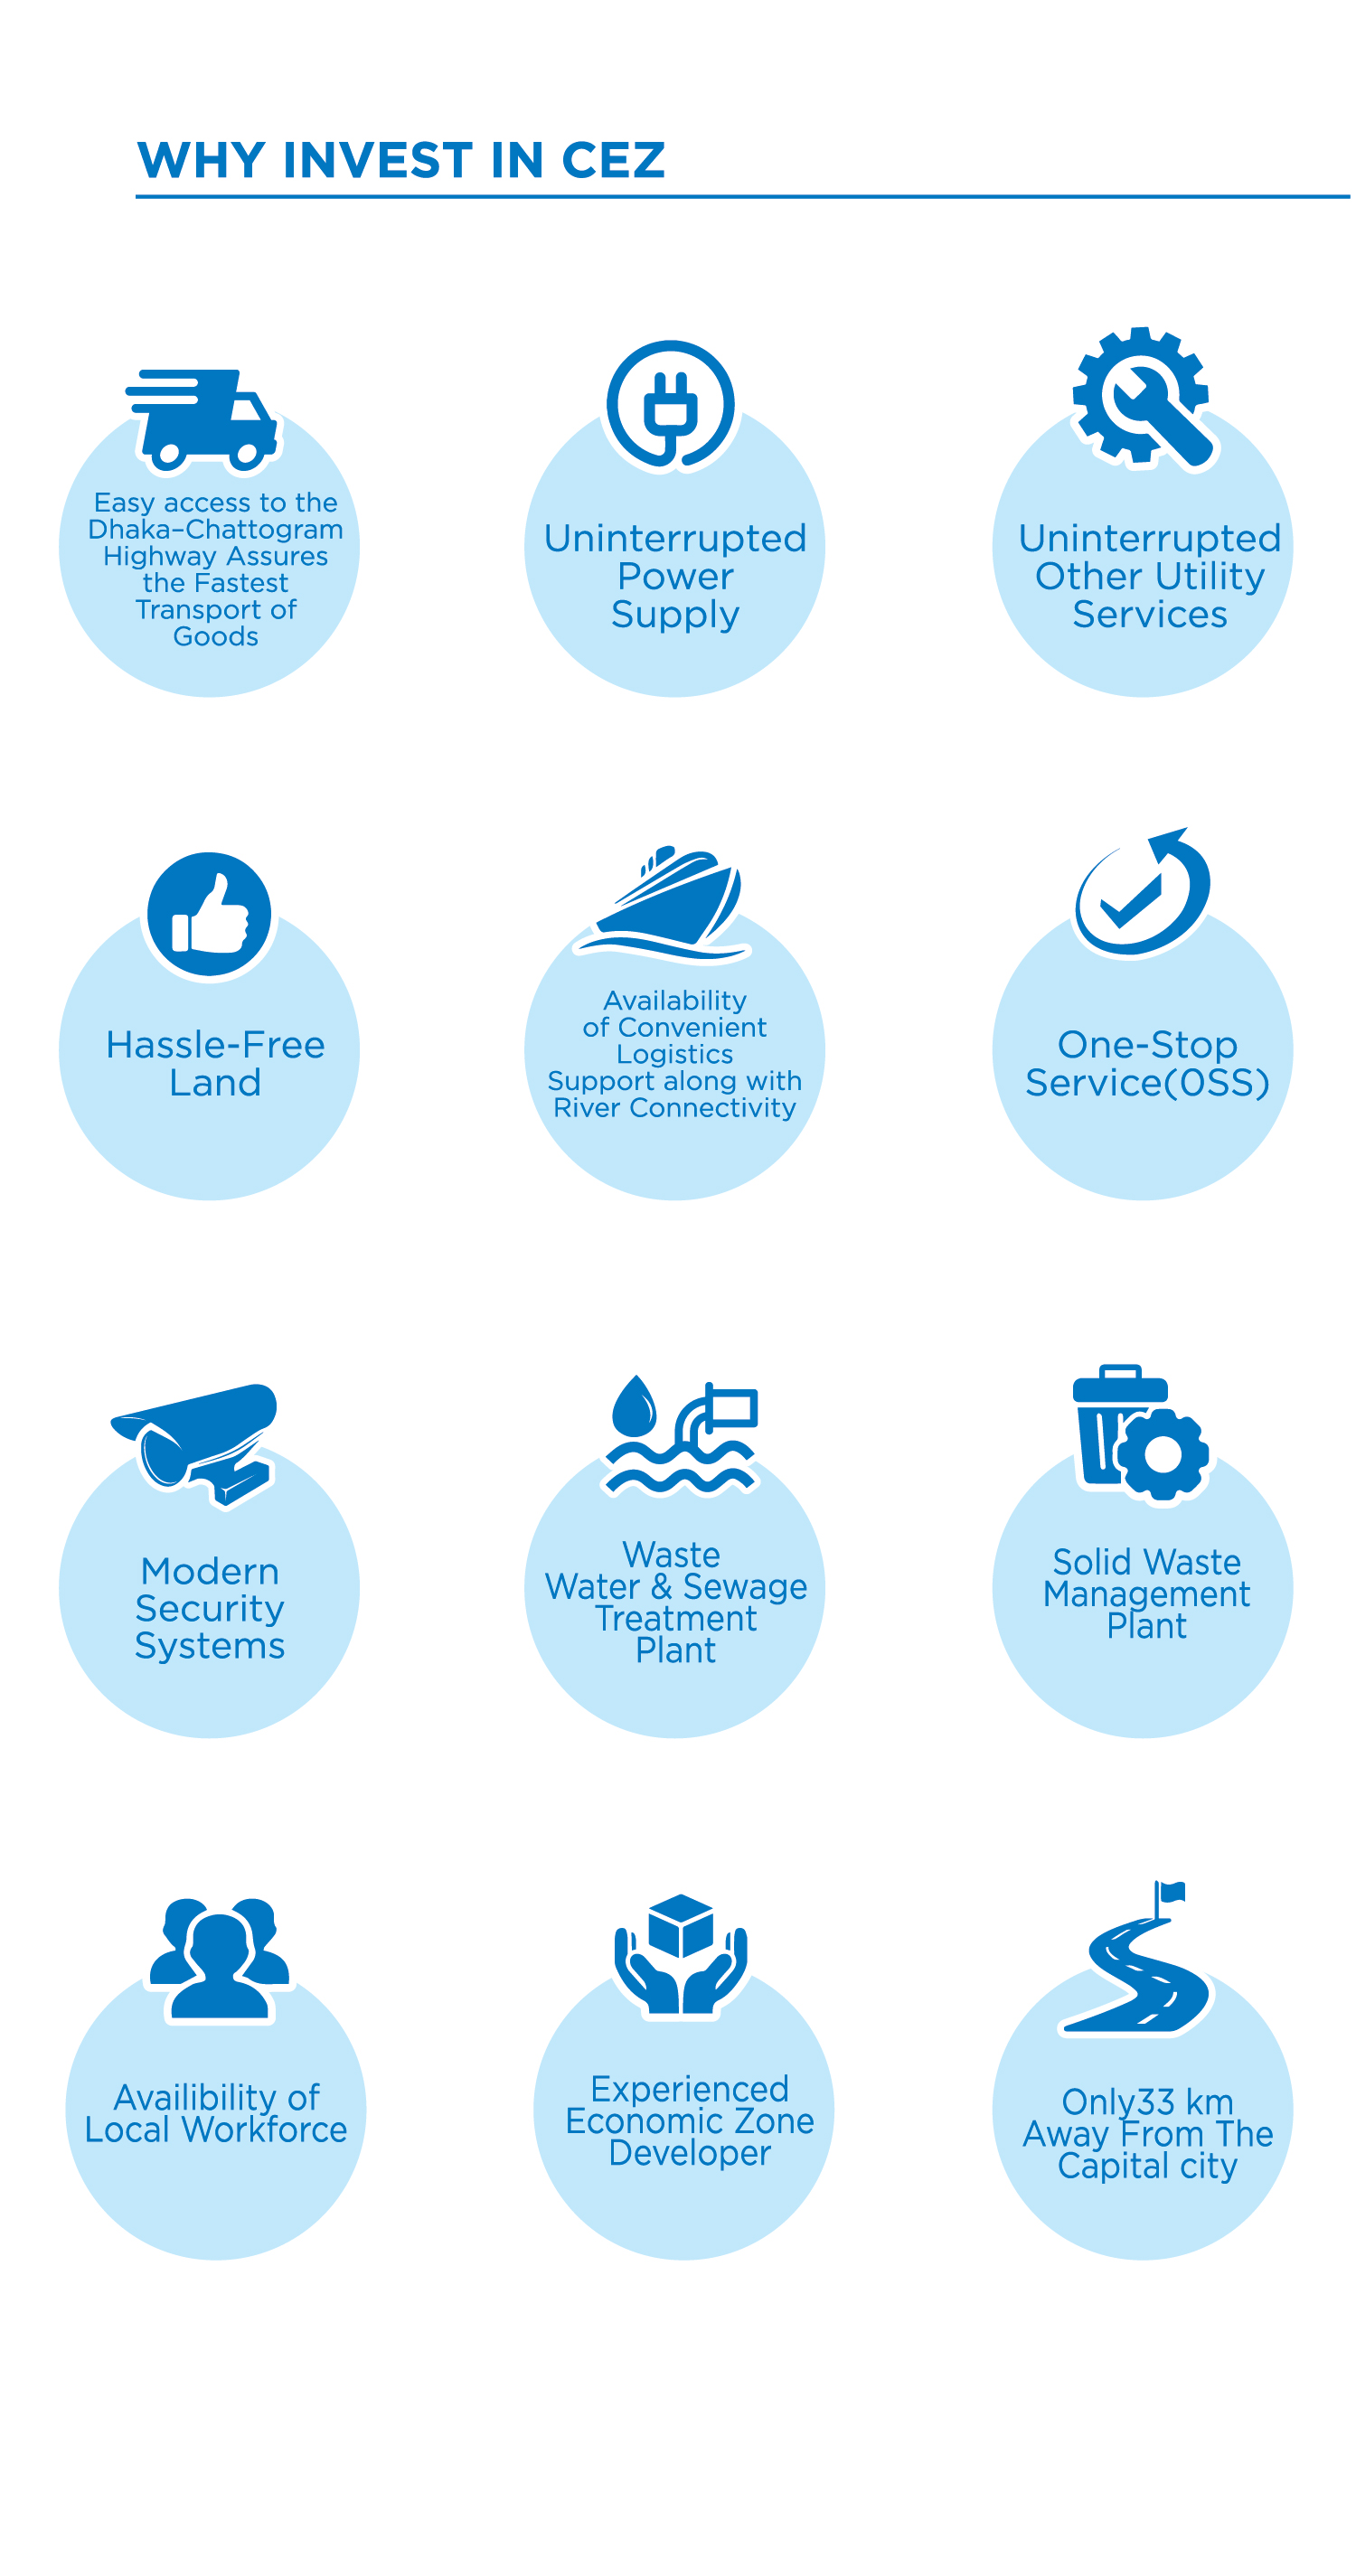 WHY INVEST IN CEZ
Easy access to the
Dhaka–Chattogram
Highway Assures
the Fastest
Transport of
Goods
Uninterrupted
Power
Supply
Uninterrupted
Other Utility
Services
Hassle-Free
Land
Availability
of Convenient
Logistics
Support along with
River Connectivity
One-Stop
Service(0SS)
Modern
Security
Systems
Waste
Water & Sewage
Treatment
Plant
Solid Waste
Management
Plant
Availibility of
Local Workforce
Experienced
Economic Zone
Developer
Only33 km
Away From The
Capital city